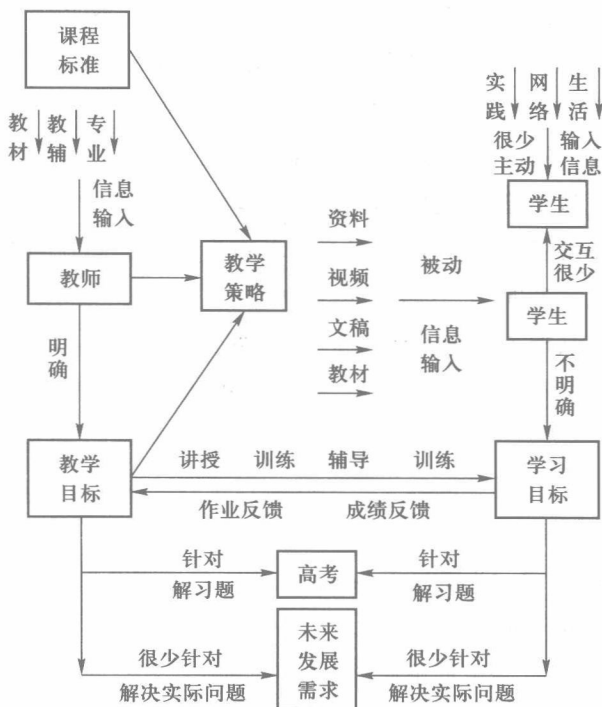 课程
标准
教材
教辅
专业
信息
输入
教师
教学
策略
明确
教学
目标
资料
视频
文稿
教材
被动
信息
输入
实践
网络
生活
很少
主动
输入
信息
学生
交互
很少
学生
不明确
学习
目标
讲授 训练 辅导 训练
作业反馈 成绩反馈
针对
解习题
高考
针对
解习题
很少针对
解决实际问题
未来
发展
需求
很少针对
解决实际问题